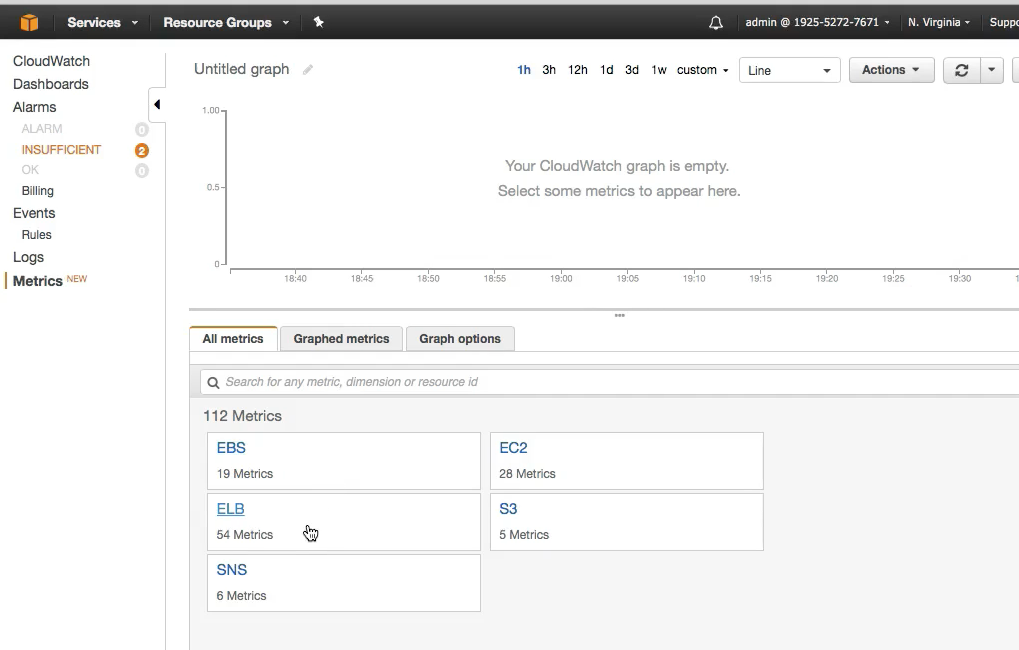 Services Resource Groups admin @ 1925-5272-7671 N. Virginia Suppo
CloudWatch
Dashboards
Alarms
ALARM 0
INSUFFICIENT 2
OK 0
Billing
Events
Rules
Logs
Metrics NEW
Untitled graph 1h 3h 12h 1d 3d 1w custom Line Actions
1.00
0.5
0
Your CloudWatch graph is empty.
Select some metrics to appear here.
18:40 18:45 18:50 18:55 19:00 19:05 19:10 19:15 19:20 19:25 19:30
All metrics Graphed metrics Graph options
Search for any metric, dimension or resource id
112 Metrics
EBS
19 Metrics
EC2
28 Metrics
ELB
54 Metrics
S3
5 Metrics
SNS
6 Metrics